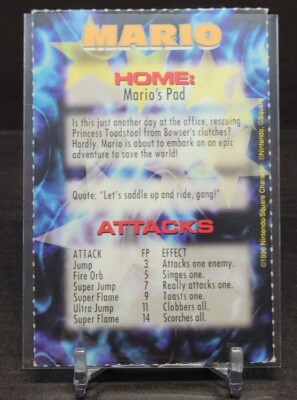 MARIO
HOME:
Mario's Pad
Is this just another day at the office, rescuing
Princess Toadstool from Bowser's clutches?
Hardly. Mario is about to embark on an epic
adventure to save the world!
Quote: "Let's saddle up and ride, gang!"
ATTACKS
ATTACK FP EFFECT
Jump 3 Attacks one enemy.
Fire Orb 5 Singes one.
Super Jump 7 Really attacks one.
Super Flame 9 Toasts one.
Ultra Jump 11 Clobbers all.
Super Flame 14 Scorches all.
©1996 Nintendo/Square Characters: ©Nintendo, ©Square